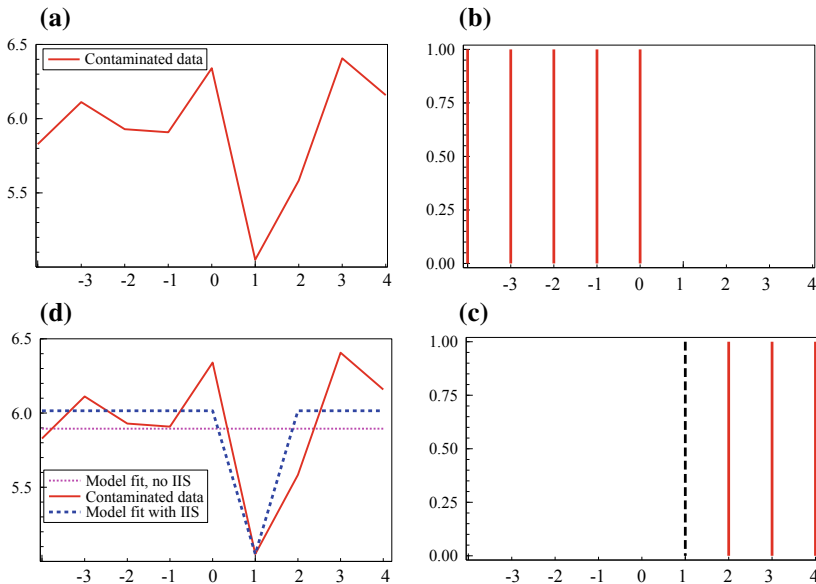 (a)
(b)
6.5
6.0
5.5
Contaminated data
-3 -2 -1 0 1 2 3 4
1.00
0.75
0.50
0.25
0.00
-3 -2 -1 0 1 2 3 4
(d)
(c)
6.5
6.0
5.5
Model fit, no IIS
Contaminated data
Model fit with IIS
-3 -2 -1 0 1 2 3 4
1.00
0.75
0.50
0.25
0.00
-3 -2 -1 0 1 2 3 4